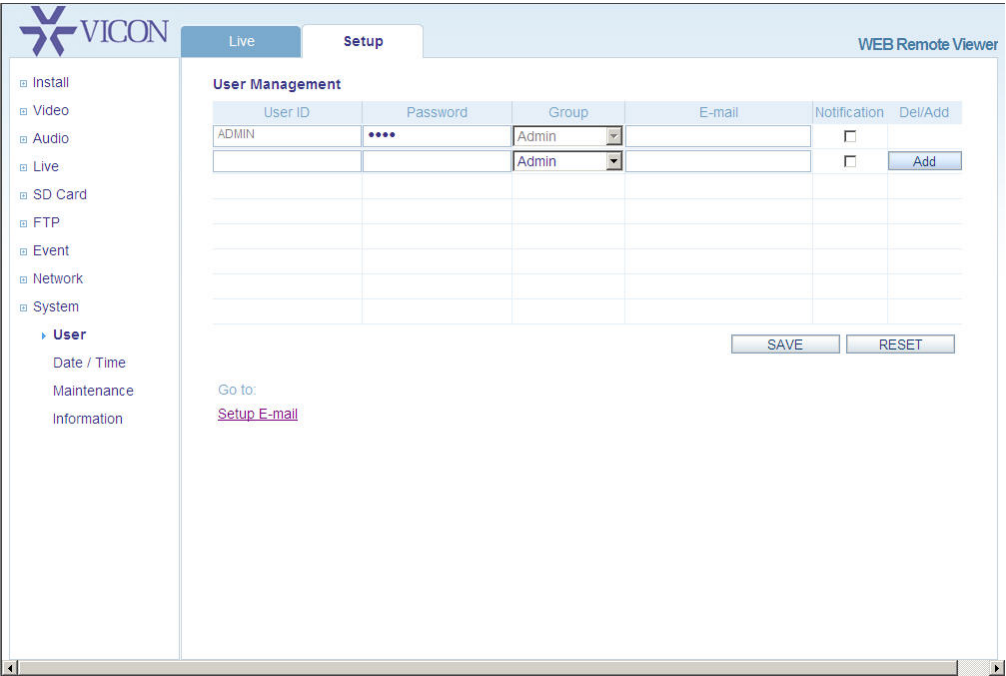 VICON
Live
Setup
WEB Remote Viewer
Install
Video
Audio
Live
SD Card
FTP
Event
Network
System
User
Date / Time
Maintenance
Information
User Management
User ID Password Group E-mail Notification Del/Add
ADMIN •••• Admin
Admin Add
SAVE RESET
Go to:
Setup E-mail